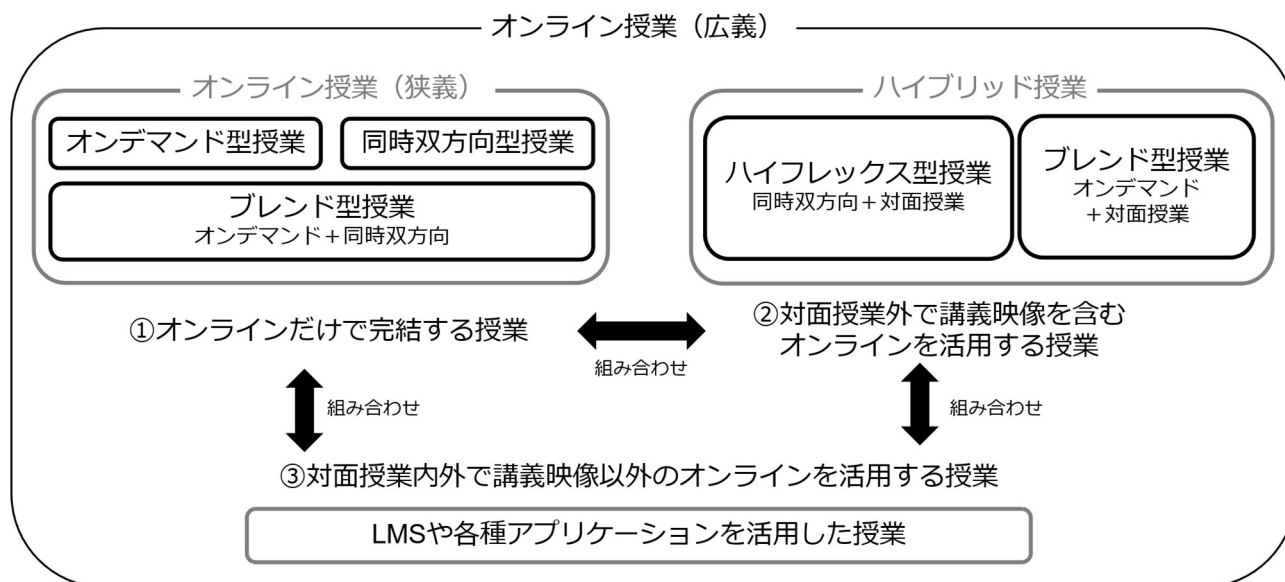 オンライン授業（広義）
オンライン授業（狭義）
オンデマンド型授業
同時双方向型授業
ブレンド型授業
オンデマンド＋同時双方向
ハイブリッド授業
ハイフレックス型授業
同時双方向＋対面授業
ブレンド型授業
オンデマンド
＋対面授業
①オンラインだけで完結する授業
組み合わせ
②対面授業外で講義映像を含む
オンラインを活用する授業
組み合わせ
組み合わせ
③対面授業内外で講義映像以外のオンラインを活用する授業
LMSや各種アプリケーションを活用した授業